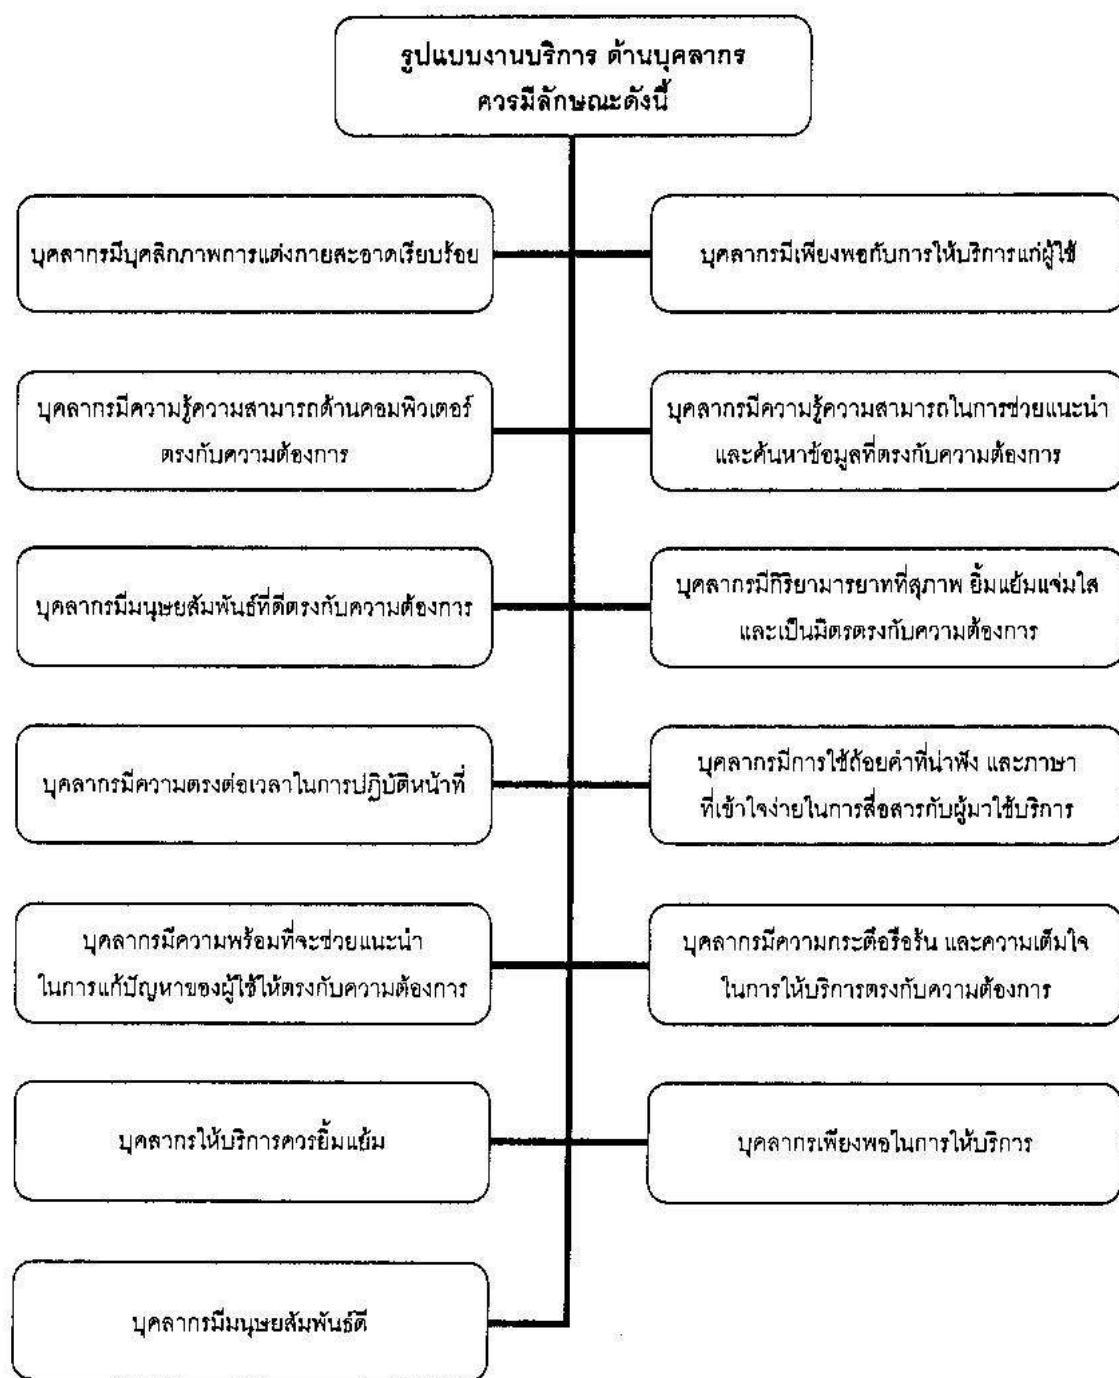 รูปแบบงานบริการ ด้านบุคลากร
ควรมีลักษณะดังนี้
บุคลากรมีบุคลิกภาพการแต่งกายสะอาดเรียบร้อย
บุคลากรมีเพียงพอกับการให้บริการแก่ผู้ใช้
บุคลากรมีความรู้ความสามารถด้านคอมพิวเตอร์
ตรงกับความต้องการ
บุคลากรมีความรู้ความสามารถในการช่วยแนะนำ
และค้นหาข้อมูลที่ตรงกับความต้องการ
บุคลากรมีมนุษยสัมพันธ์ที่ดีตรงกับความต้องการ
บุคลากรมีกิริยามารยาทที่สุภาพ ยิ้มแย้มแจ่มใส
และเป็นมิตรตรงกับความต้องการ
บุคลากรมีความตรงต่อเวลาในการปฏิบัติหน้าที่
บุคลากรมีการใช้ถ้อยคำที่น่าฟัง และภาษา
ที่เข้าใจง่ายในการสื่อสารกับผู้มาใช้บริการ
บุคลากรมีความพร้อมที่จะช่วยแนะนำ
ในการแก้ปัญหาของผู้ใช้ให้ตรงกับความต้องการ
บุคลากรมีความกระตือรือร้น และความเต็มใจ
ในการให้บริการตรงกับความต้องการ
บุคลากรให้บริการควรยิ้มแย้ม
บุคลากรเพียงพอในการให้บริการ
บุคลากรมีมนุษยสัมพันธ์ดี